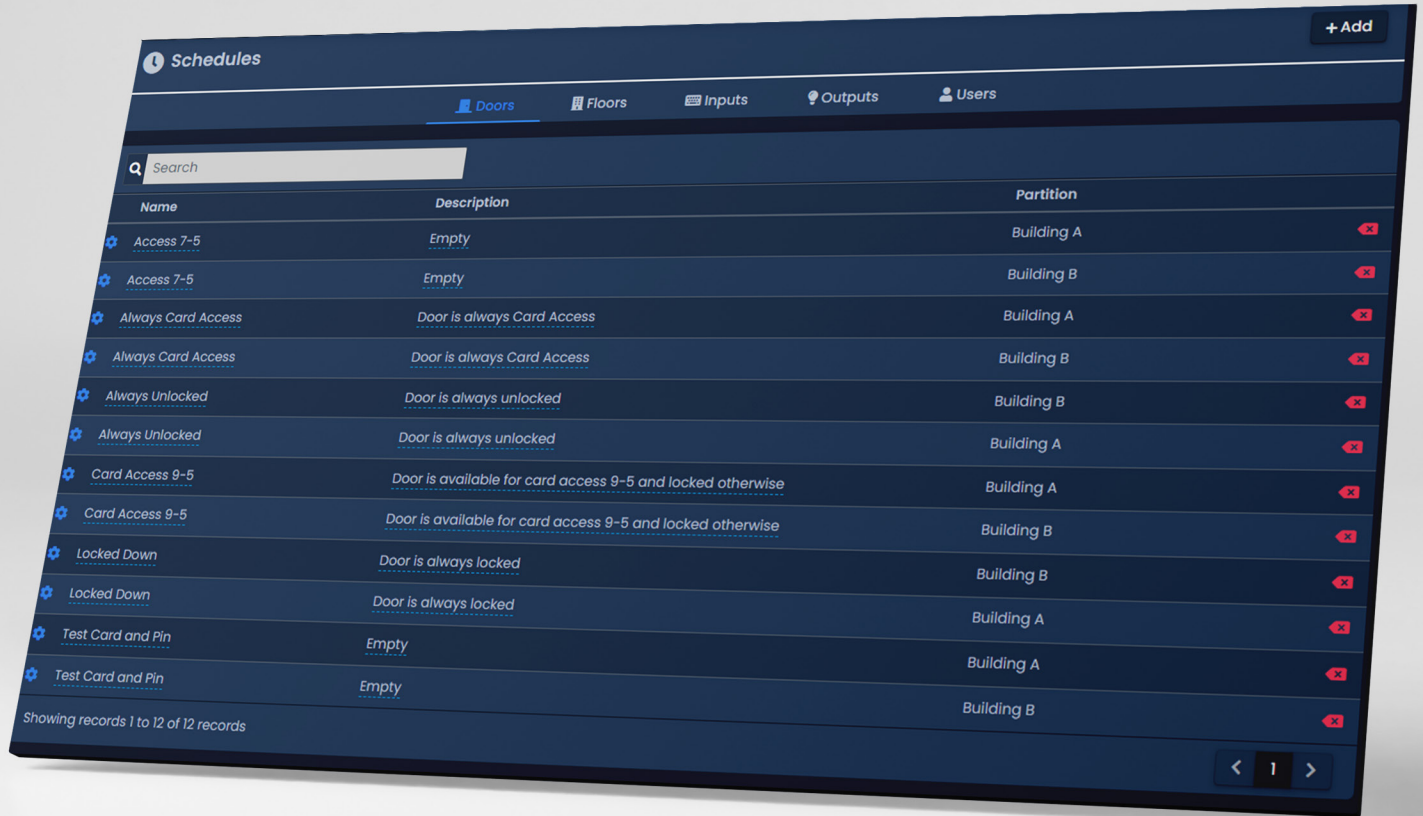 Schedules
+ Add
Doors Floors Inputs Outputs Users
Search
Name Description Partition
Access 7-5 Empty Building A
Access 7-5 Empty Building B
Always Card Access Door is always Card Access Building A
Always Card Access Door is always Card Access Building B
Always Unlocked Door is always unlocked Building B
Always Unlocked Door is always unlocked Building A
Card Access 9-5 Door is available for card access 9-5 and locked otherwise Building A
Card Access 9-5 Door is available for card access 9-5 and locked otherwise Building B
Locked Down Door is always locked Building B
Locked Down Door is always locked Building A
Test Card and Pin Empty Building A
Test Card and Pin Empty Building B
Showing records 1 to 12 of 12 records
1